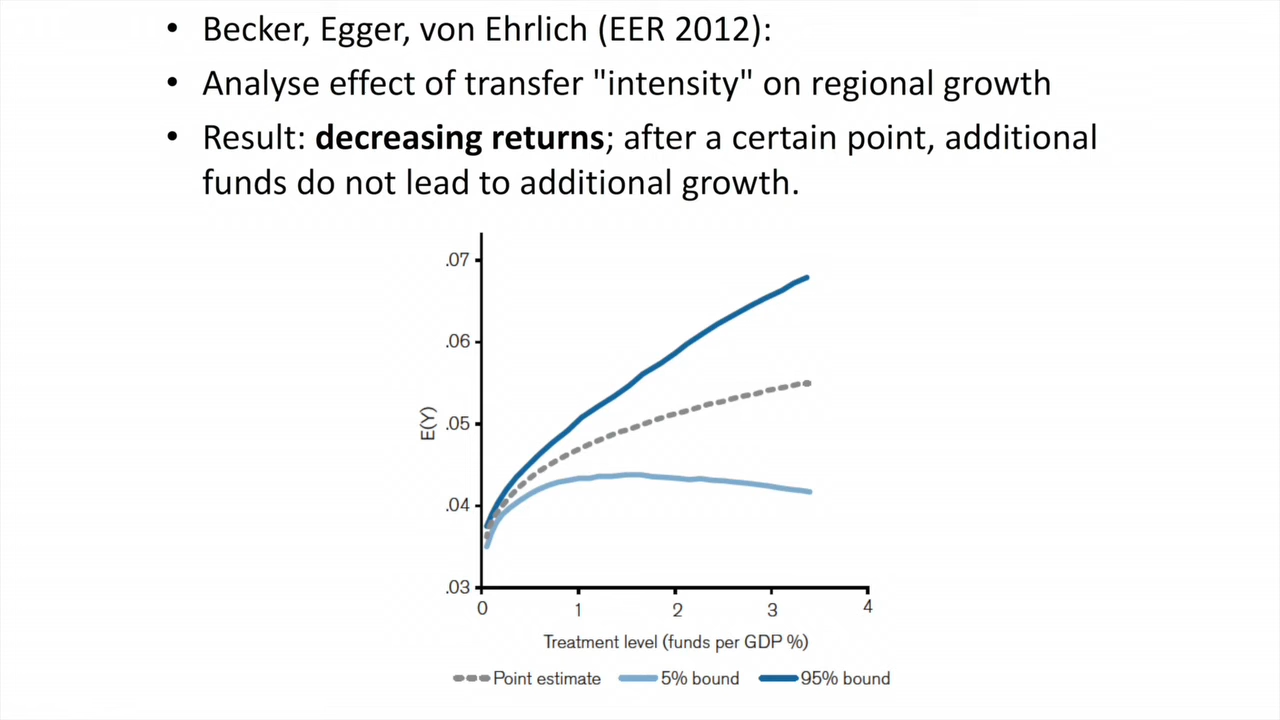 • Becker, Egger, von Ehrlich (EER 2012):
• Analyse effect of transfer "intensity" on regional growth
• Result: decreasing returns; after a certain point, additional
funds do not lead to additional growth.
.07
.06
.05
.04
.03
E(Y)
0 1 2 3 4
Treatment level (funds per GDP %)
Point estimate 5% bound 95% bound